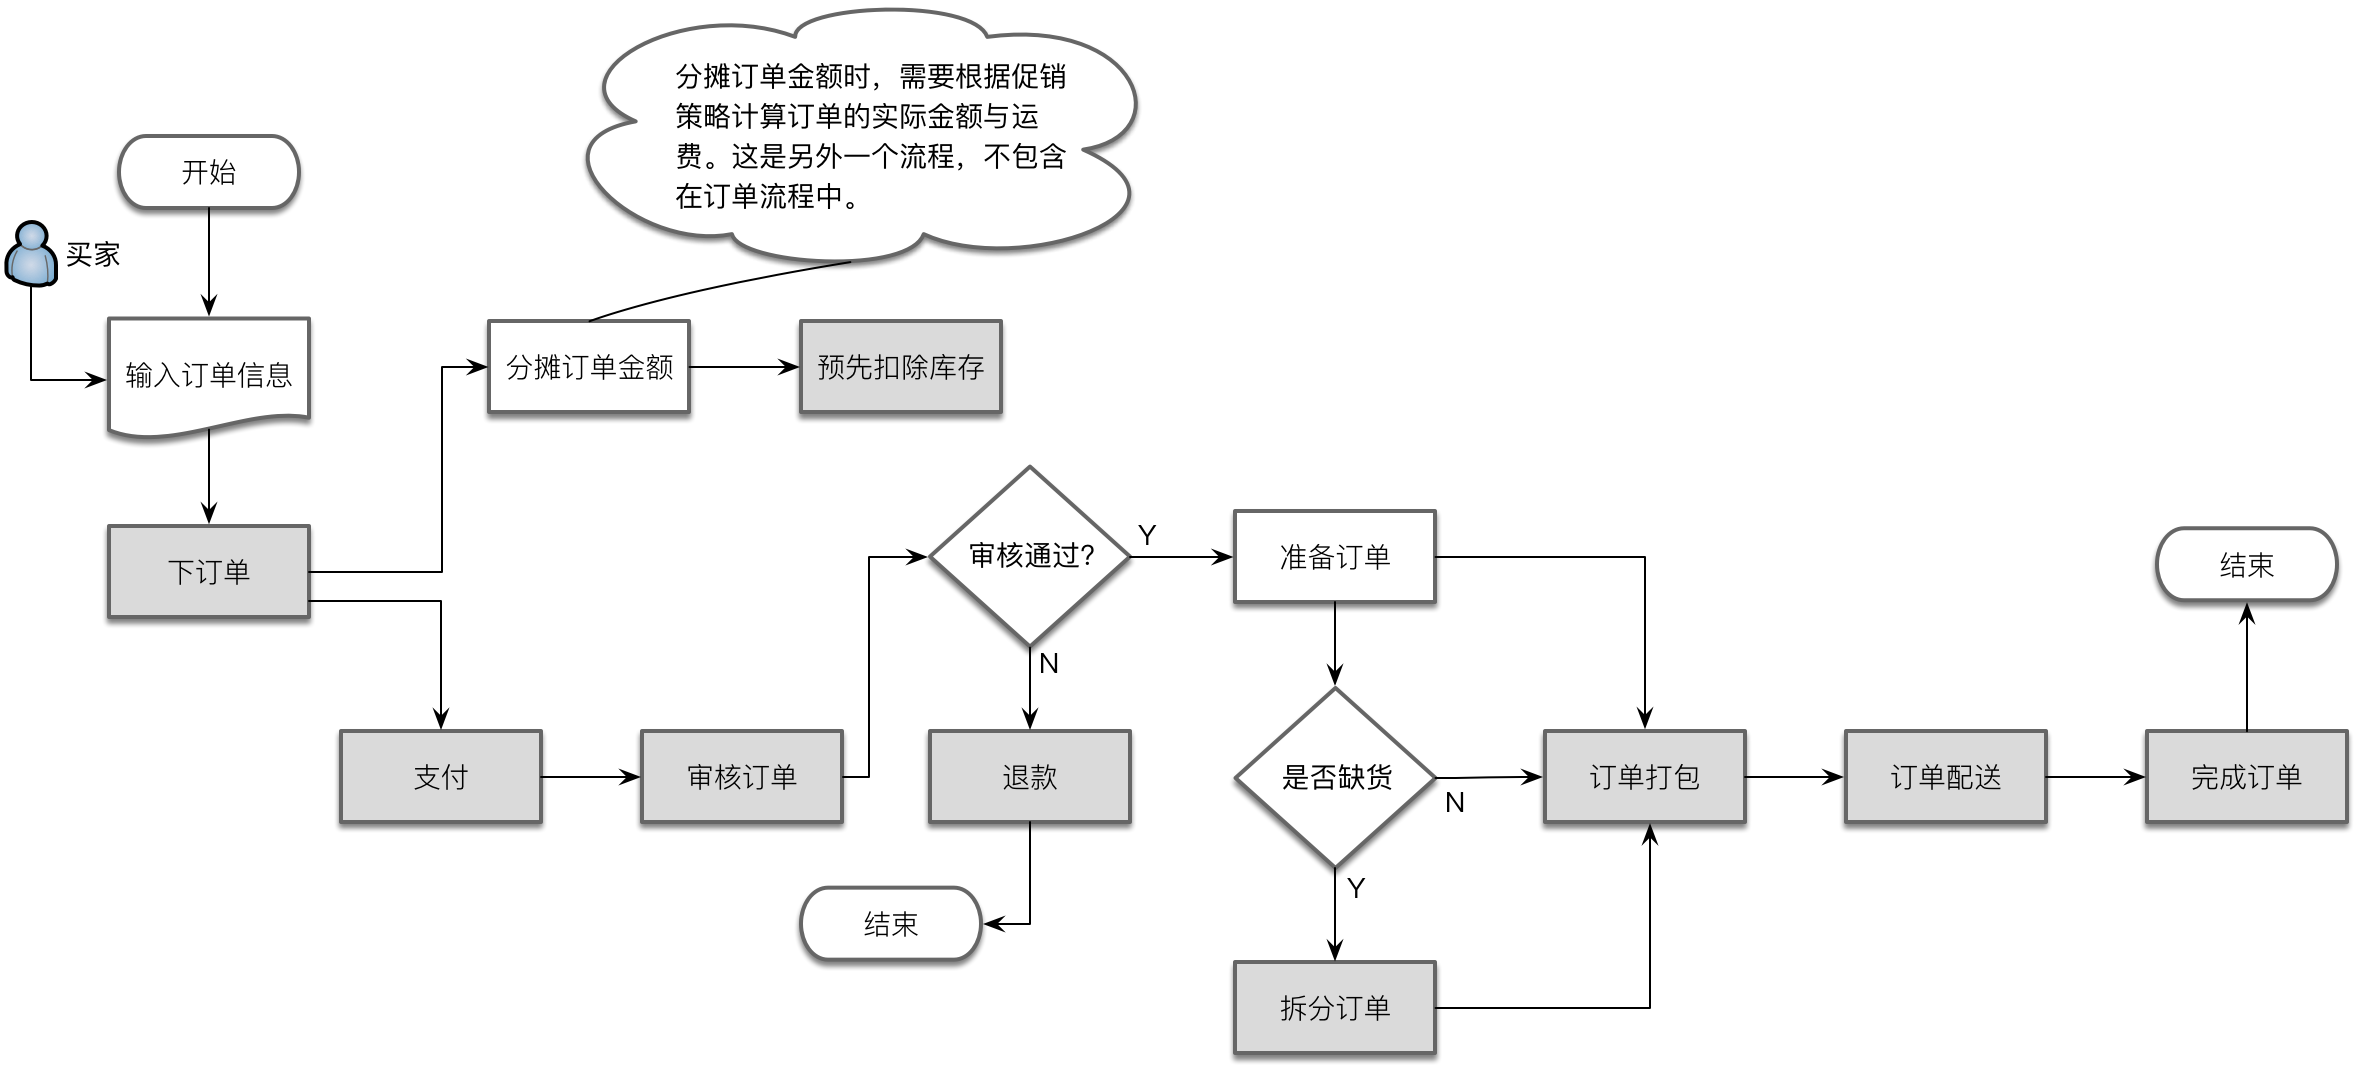 分摊订单金额时，需要根据促销
策略计算订单的实际金额与运
费。这是另外一个流程，不包含
在订单流程中。
开始
买家
输入订单信息
分摊订单金额
预先扣除库存
下订单
审核通过?
Y
准备订单
结束
N
支付
审核订单
退款
是否缺货
N
订单打包
订单配送
完成订单
Y
结束
拆分订单